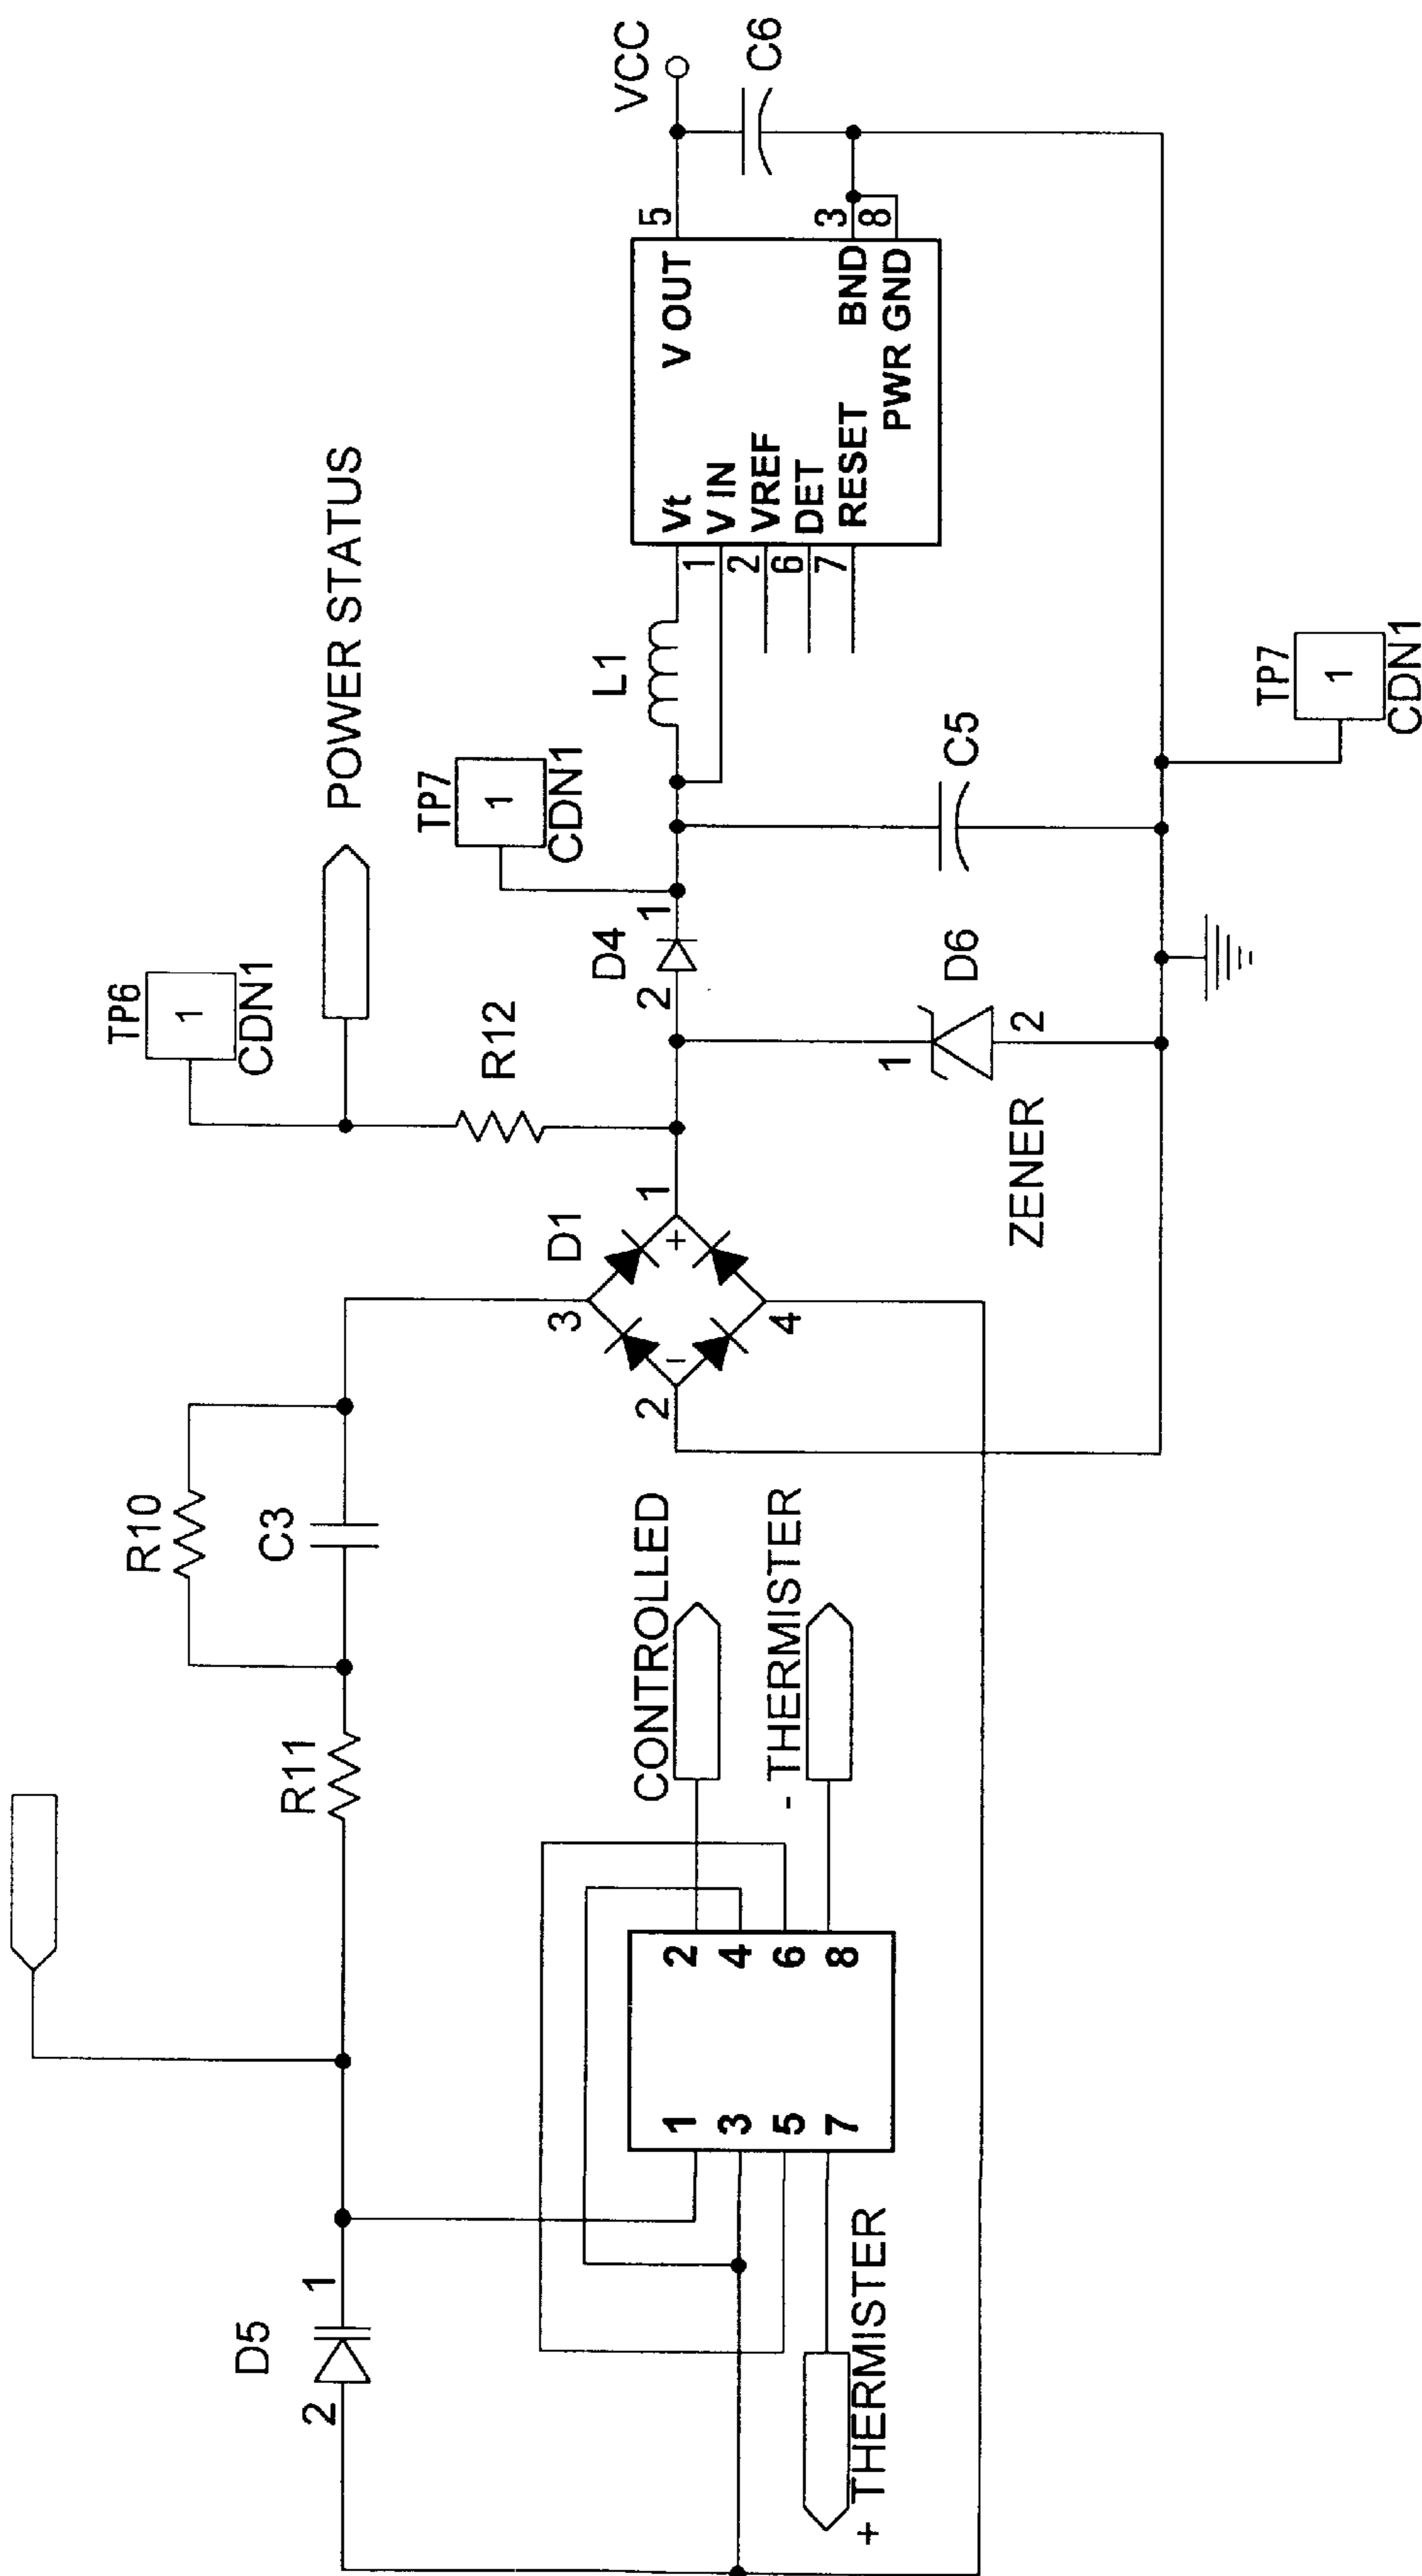 TP6
1
CDN1
POWER STATUS
R10
C3
R11
R12
TP7
1
CDN1
D5
2
1
D1
3
1
+
-
2
4
D4
2
1
L1
VCC
C6
1
2
6
7
Vt
V IN
VREF
DET
RESET
V OUT
BND
PWR GND
5
3
8
CONTROLLED
- THERMISTER
1
3
5
7
2
4
6
8
+ THERMISTER
ZENER
1
2
D6
C5
TP7
1
CDN1